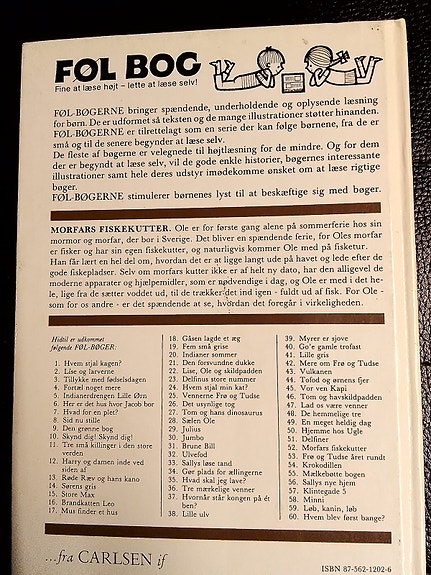 FØL BOG
Fine at læse højt – lette at læse selv!
FØL-BØGERNE bringer spændende, underholdende og oplysende læsning
for børn. De er udformet så teksten og de mange illustrationer støtter hinanden.
FØL-BØGERNE er tilrettelagt som en serie der kan følge børnene, fra de er
små og til de senere begynder at læse selv.
De fleste af bøgerne er velegnede til højtlæsning for de mindre. Og for dem
der er begyndt at læse selv, vil de gode enkle historier, bøgernes interessante
illustrationer samt hele deres udstyr imødekomme ønsket om at læse rigtige
bøger.
FØL-BØGERNE stimulerer børnenes lyst til at beskæftige sig med bøger.
MORFARS FISKEKUTTER. Ole er for første gang alene på sommerferie hos sin
mormor og morfar, der bor i Sverige. Det bliver en spændende ferie, for Oles morfar
er fisker og har sin egen fiskekutter, og naturligvis kommer Ole med på fisketur.
Han får lært en hel del om, hvordan det er at ligge langt ude på havet og lede efter de
gode fiskepladser. Selv om morfars kutter ikke er af helt ny dato, har den alligevel de
moderne apparater og hjælpemidler, som er nødvendige i dag, og Ole er med i det he-
le, lige fra de sætter voddet ud, til de trækker det ind igen - fuldt ud af fisk. For Ole -
som for os andre - er det spændende at se, hvordan det foregår i virkeligheden.
Hidtil er udkommet
følgende FØL-BØGER:
1. Hvem stjal kagen?
2. Lise og larverne
3. Tillykke med fødselsdagen
4. Fortæl noget mere
5. Indianerdrengen Lille Ørn
6. Her er det hus hvor Jacob bor
7. Hvad for en plet?
8. Sid nu stille
9. Den grønne bog
10. Skynd dig! Skynd dig!
11. Tre små killinger i den store
verden
12. Harry og damen inde ved
siden af
13. Røde Ræv og hans kano
14. Sørens gris
15. Store Max
16. Brandkatten Leo
17. Mus finder et hus
18. Gåsen lagde et æg
19. Fem små grise
20. Indianer sommer
21. Den forsvundne dukke
22. Lise, Ole og skildpadden
23. Delfinus store nummer
24. Hvem stjal min kat?
25. Vennerne Frø og Tudse
26. Det usynlige tog
27. Tom og hans dinosaurus
28. Sælen Ole
29. Julius
30. Jumbo
31. Brune Bill
32. Ulvefod
33. Sallys løse tand
34. Gør plads for ællingerne
35. Hvad skal jeg lave?
36. Tre mærkelige venner
37. Hvornår står kongen på ét
ben?
38. Lille ulv
39. Myrer er sjove
40. Go'e gamle trofast
41. Lille gris
42. Mere om Frø og Tudse
43. Vulkanen
44. Tofod og ørnens fjer
45. Vor ven Kapi
46. Tom og havskildpadden
47. Lad os være venner
48. De hemmelige tre
49. En meget heldig dag
50. Hjemme hos Ugle
51. Delfiner
52. Morfars fiskekutter
53. Frø og Tudse året rundt
54. Krokodillen
55. Mælkebøtte bogen
56. Sallys nye hjem
57. Klintegade 5
58. Minni
59. Løb, kanin, løb
60. Hvem blev først bange?
...fra CARLSEN if
ISBN 87-562-1202-6